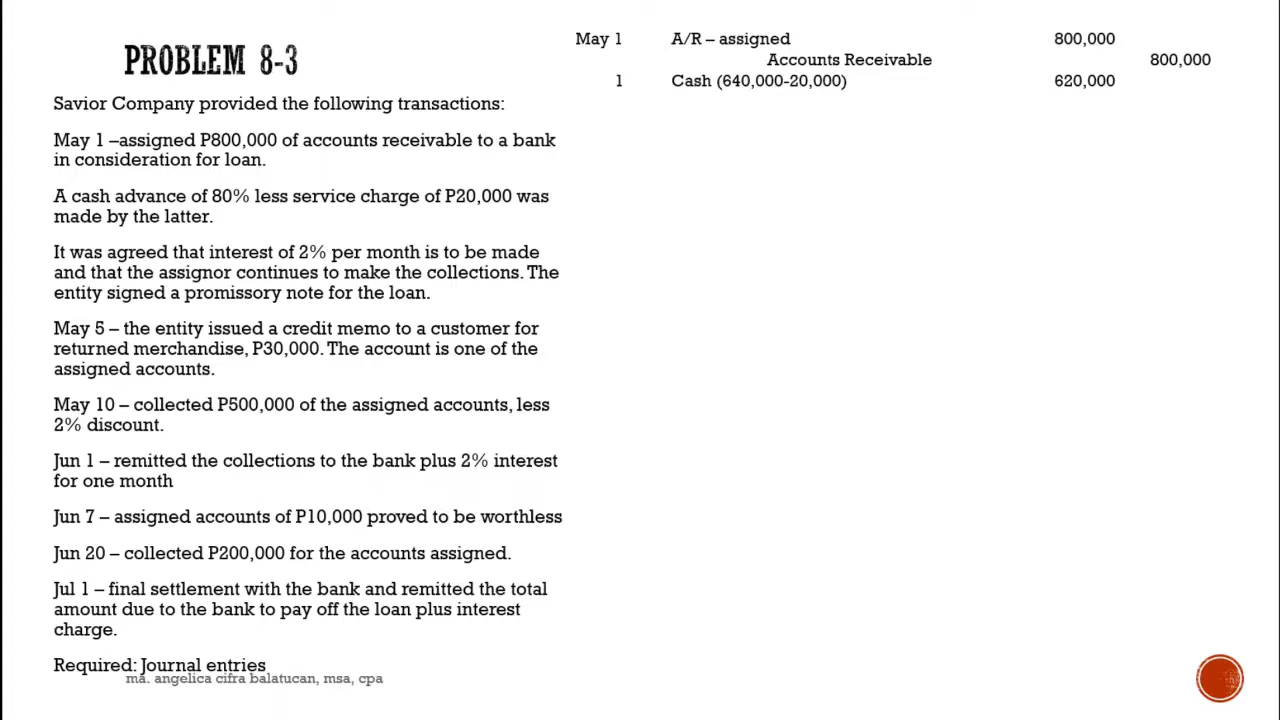 PROBLEM 8-3
Savior Company provided the following transactions:
May 1 –assigned P800,000 of accounts receivable to a bank
in consideration for loan.
A cash advance of 80% less service charge of P20,000 was
made by the latter.
It was agreed that interest of 2% per month is to be made
and that the assignor continues to make the collections. The
entity signed a promissory note for the loan.
May 5 – the entity issued a credit memo to a customer for
returned merchandise, P30,000. The account is one of the
assigned accounts.
May 10 – collected P500,000 of the assigned accounts, less
2% discount.
Jun 1 – remitted the collections to the bank plus 2% interest
for one month
Jun 7 – assigned accounts of P10,000 proved to be worthless
Jun 20 – collected P200,000 for the accounts assigned.
Jul 1 – final settlement with the bank and remitted the total
amount due to the bank to pay off the loan plus interest
charge.
Required: Journal entries
ma. angelica cifra balatucan, msa, cpa
May 1 A/R – assigned 800,000
Accounts Receivable 800,000
1 Cash (640,000-20,000) 620,000